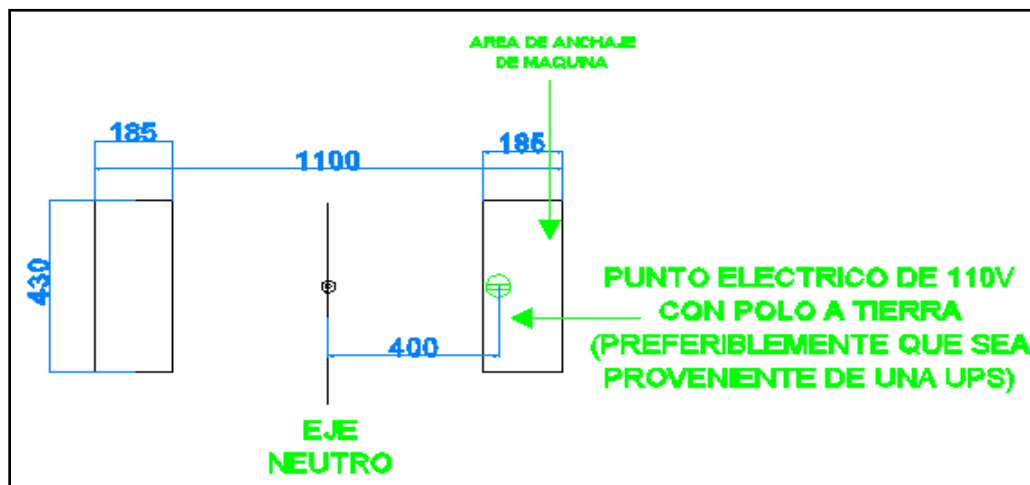 AREA DE ANCHAJE
DE MAQUINA
185
185
1100
430
400
PUNTO ELECTRICO DE 110V
CON POLO A TIERRA
(PREFERIBLEMENTE QUE SEA
PROVENIENTE DE UNA UPS)
EJE
NEUTRO